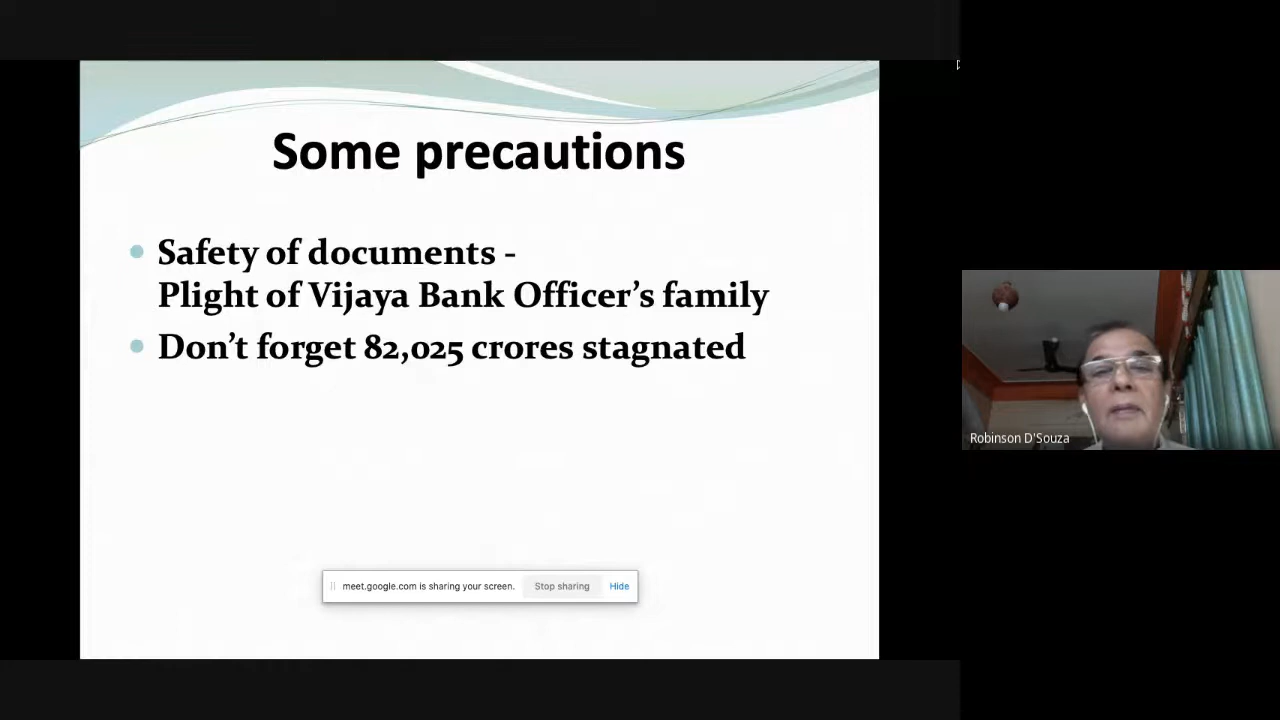 Some precautions
Safety of documents -
Plight of Vijaya Bank Officer’s family
Don’t forget 82,025 crores stagnated
meet.google.com is sharing your screen. Stop sharing Hide
Robinson D'Souza